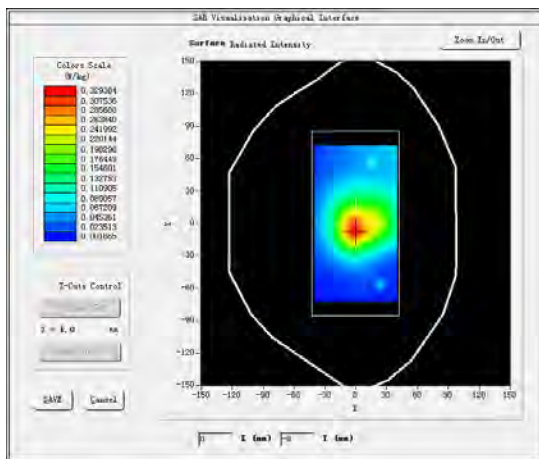 SAR Visualisation Graphical Interface
Surface Radiated Intensity
Zoom In/Out
Colors Scale
(W/kg)
0.329384
0.307536
0.285688
0.263840
0.241992
0.220144
0.198296
0.176449
0.154601
0.132753
0.110905
0.089057
0.067209
0.045361
0.023513
0.001665
150
120
90
60
30
0
-30
-60
-90
-120
-150
Y
-150 -120 -90 -60 -30 0 30 60 90 120 150
X
Z-Cuts Control
mm
SAVE
Cancel
0 X (mm) -8 Y (mm)